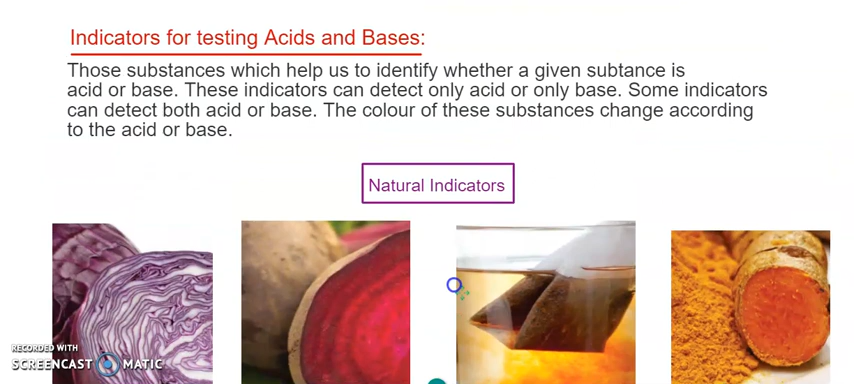 Indicators for testing Acids and Bases:
Those substances which help us to identify whether a given subtance is
acid or base. These indicators can detect only acid or only base. Some indicators
can detect both acid or base. The colour of these substances change according
to the acid or base.
Natural Indicators
RECORDED WITH
SCREENCAST MATIC